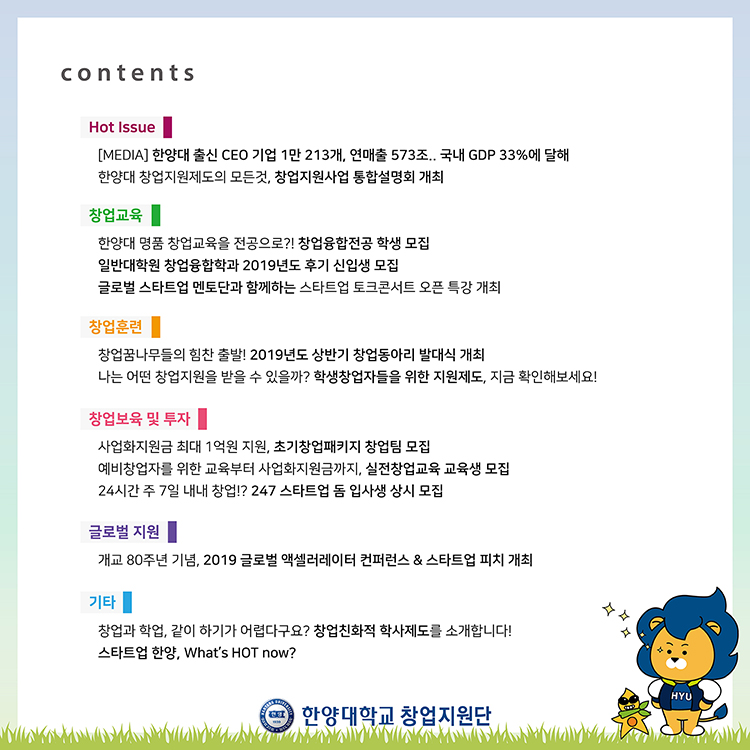 contents
Hot Issue
[MEDIA] 한양대 출신 CEO 기업 1만 213개, 연매출 573조.. 국내 GDP 33%에 달해
한양대 창업지원제도의 모든것, 창업지원사업 통합설명회 개최
창업교육
한양대 명품 창업교육을 전공으로?! 창업융합전공 학생 모집
일반대학원 창업융합학과 2019년도 후기 신입생 모집
글로벌 스타트업 멘토단과 함께하는 스타트업 토크콘서트 오픈 특강 개최
창업훈련
창업꿈나무들의 힘찬 출발! 2019년도 상반기 창업동아리 발대식 개최
나는 어떤 창업지원을 받을 수 있을까? 학생창업자들을 위한 지원제도, 지금 확인해보세요!
창업보육 및 투자
사업화지원금 최대 1억원 지원, 초기창업패키지 창업팀 모집
예비창업자를 위한 교육부터 사업화지원금까지, 실전창업교육 교육생 모집
24시간 주 7일 내내 창업!? 247 스타트업 돔 입사생 상시 모집
글로벌 지원
개교 80주년 기념, 2019 글로벌 액셀러레이터 컨퍼런스 & 스타트업 피치 개최
기타
창업과 학업, 같이 하기가 어렵다구요? 창업친화적 학사제도를 소개합니다!
스타트업 한양, What's HOT now?
HYU
한양대학교 창업지원단